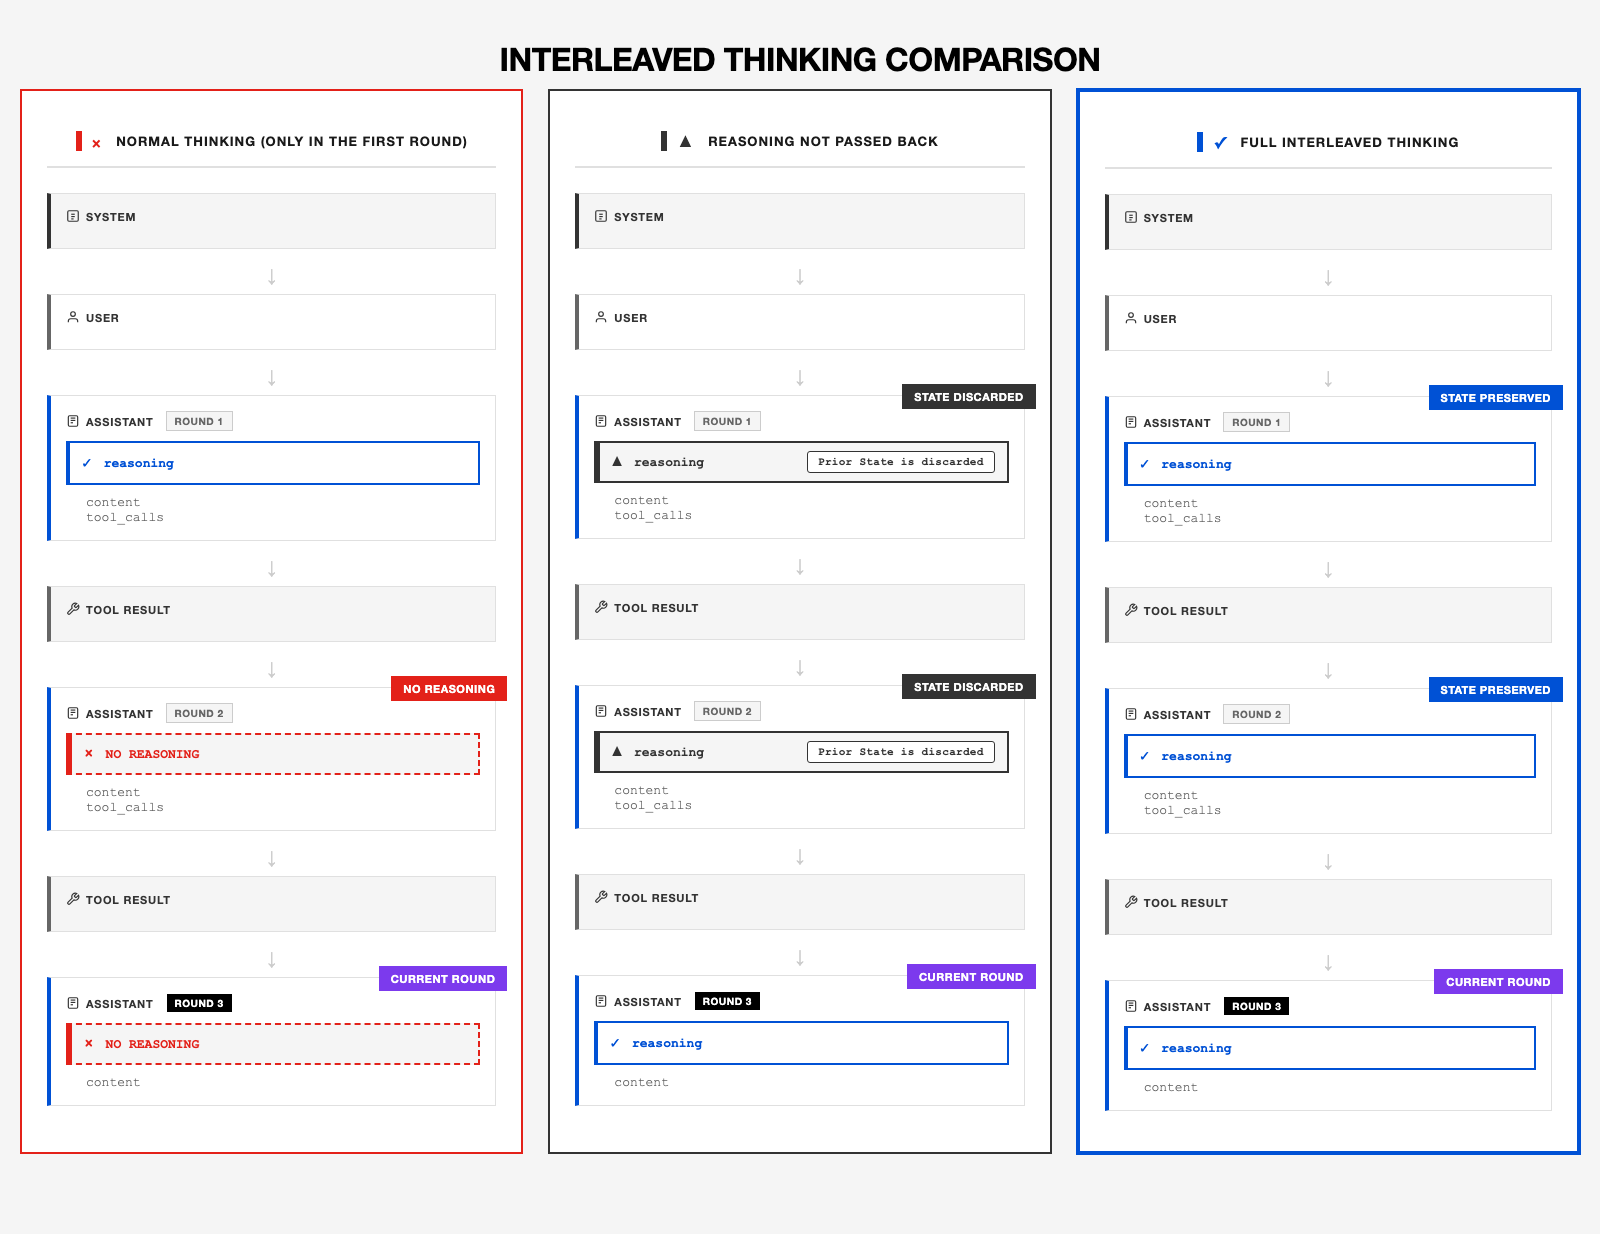 INTERLEAVED THINKING COMPARISON
× NORMAL THINKING (ONLY IN THE FIRST ROUND)
SYSTEM
↓
USER
↓
ASSISTANT ROUND 1
✓ reasoning
content
tool_calls
↓
TOOL RESULT
↓
NO REASONING
ASSISTANT ROUND 2
× NO REASONING
content
tool_calls
↓
TOOL RESULT
↓
CURRENT ROUND
ASSISTANT ROUND 3
× NO REASONING
content
▲ REASONING NOT PASSED BACK
SYSTEM
↓
USER
↓
STATE DISCARDED
ASSISTANT ROUND 1
▲ reasoning Prior State is discarded
content
tool_calls
↓
TOOL RESULT
↓
STATE DISCARDED
ASSISTANT ROUND 2
▲ reasoning Prior State is discarded
content
tool_calls
↓
TOOL RESULT
↓
CURRENT ROUND
ASSISTANT ROUND 3
✓ reasoning
content
✓ FULL INTERLEAVED THINKING
SYSTEM
↓
USER
↓
STATE PRESERVED
ASSISTANT ROUND 1
✓ reasoning
content
tool_calls
↓
TOOL RESULT
↓
STATE PRESERVED
ASSISTANT ROUND 2
✓ reasoning
content
tool_calls
↓
TOOL RESULT
↓
CURRENT ROUND
ASSISTANT ROUND 3
✓ reasoning
content